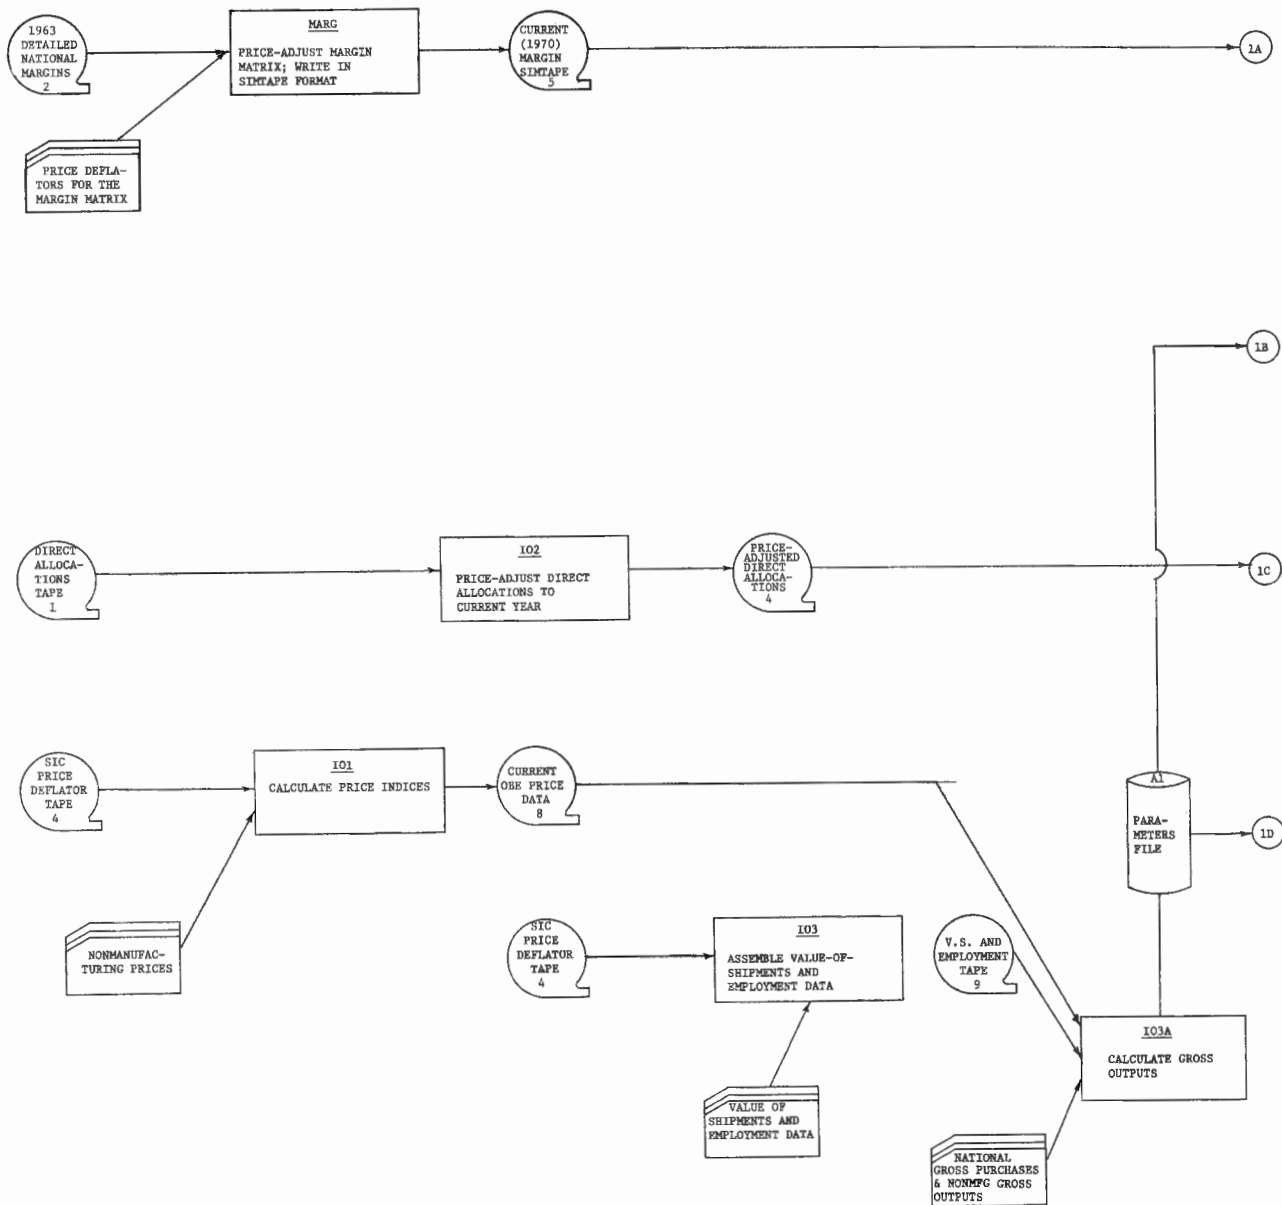 1963
DETAILED
NATIONAL
MARGINS
2
MARG
PRICE-ADJUST MARGIN
MATRIX; WRITE IN
SIMTAPE FORMAT
CURRENT
(1970)
MARGIN
SIMTAPE
5
1A
PRICE DEFLA-
TORS FOR THE
MARGIN MATRIX
1B
DIRECT
ALLOCA-
TIONS
TAPE
1
IO2
PRICE-ADJUST DIRECT
ALLOCATIONS TO
CURRENT YEAR
PRICE-
ADJUSTED
DIRECT
ALLOCA-
TIONS
4
1C
SIC
PRICE
DEFLATOR
TAPE
4
IO1
CALCULATE PRICE INDICES
CURRENT
OBE PRICE
DATA
8
A1
PARA-
METERS
FILE
1D
NONMANUFAC-
TURING PRICES
SIC
PRICE
DEFLATOR
TAPE
4
IO3
ASSEMBLE VALUE-OF-
SHIPMENTS AND
EMPLOYMENT DATA
V.S. AND
EMPLOYMENT
TAPE
9
IO3A
CALCULATE GROSS
OUTPUTS
VALUE OF
SHIPMENTS AND
EMPLOYMENT DATA
NATIONAL
GROSS PURCHASES
& NONMFG GROSS
OUTPUTS